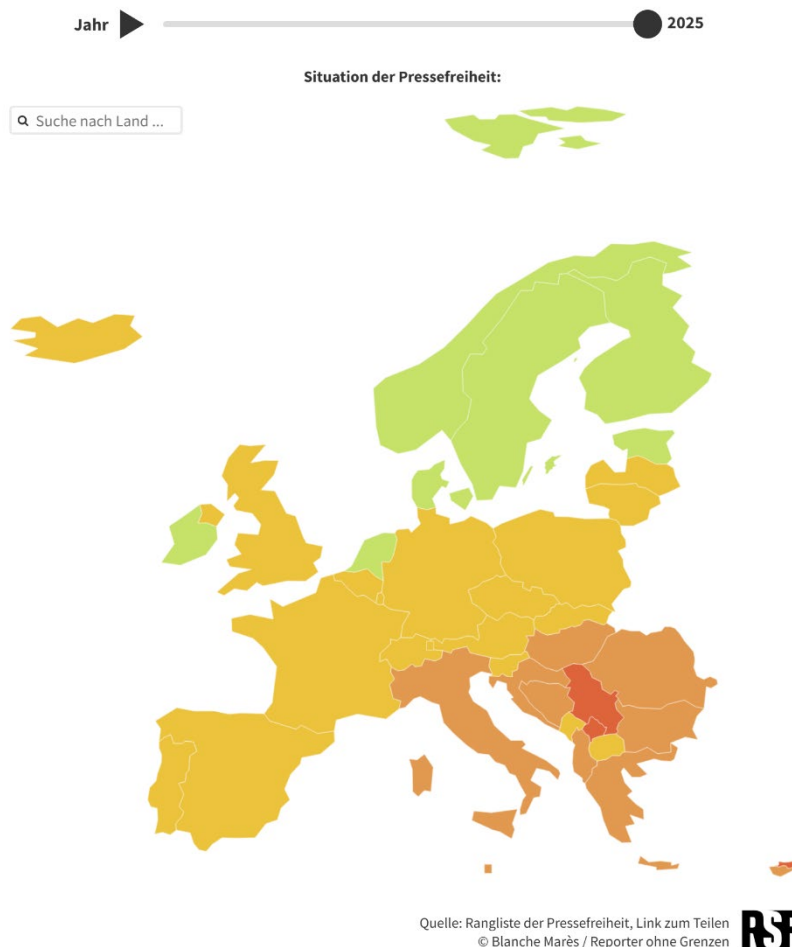 Jahr
2025
Situation der Pressefreiheit:
Suche nach Land ...
Quelle: Rangliste der Pressefreiheit, Link zum Teilen
© Blanche Marès / Reporter ohne Grenzen
RSF